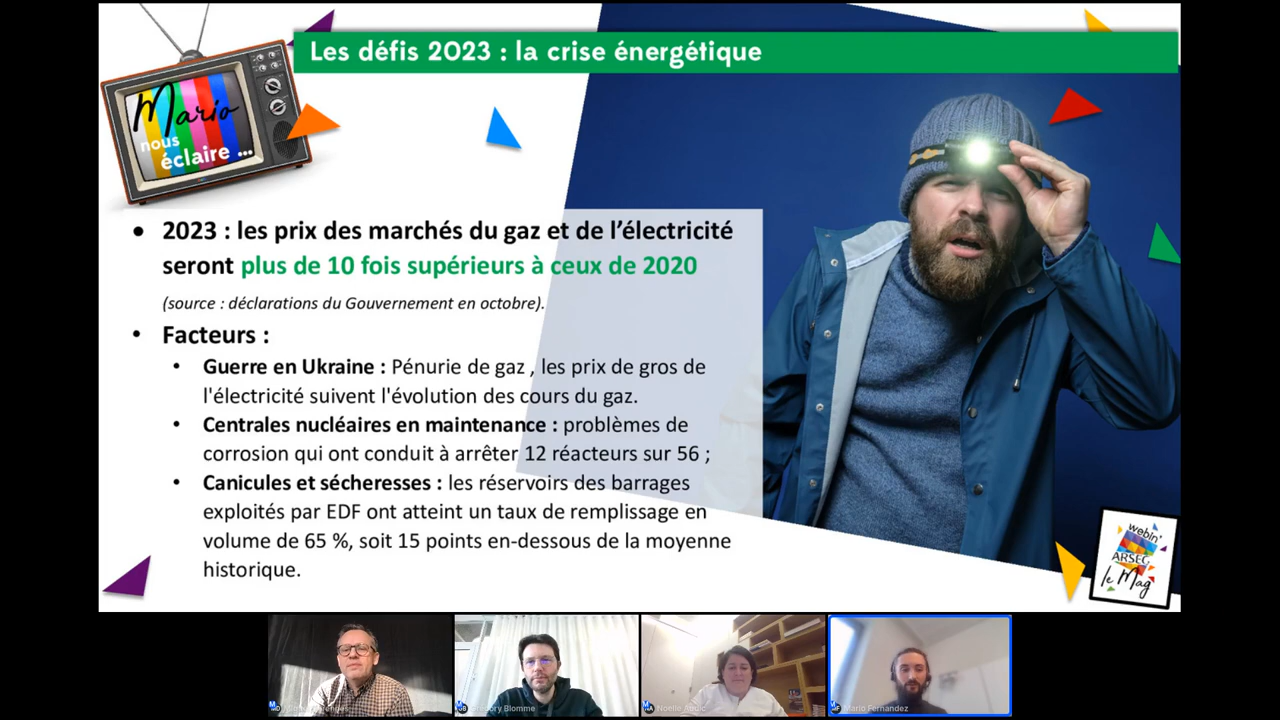 Les défis 2023 : la crise énergétique
Mario
nous
éclaire ...
• 2023 : les prix des marchés du gaz et de l’électricité
seront plus de 10 fois supérieurs à ceux de 2020
(source : déclarations du Gouvernement en octobre).
• Facteurs :
• Guerre en Ukraine : Pénurie de gaz , les prix de gros de
l'électricité suivent l'évolution des cours du gaz.
• Centrales nucléaires en maintenance : problèmes de
corrosion qui ont conduit à arrêter 12 réacteurs sur 56 ;
• Canicules et sécheresses : les réservoirs des barrages
exploités par EDF ont atteint un taux de remplissage en
volume de 65 %, soit 15 points en-dessous de la moyenne
historique.
webin'
ARSEG
le Mag
Grégory Blomme
Noëlle
Mario Fernandez